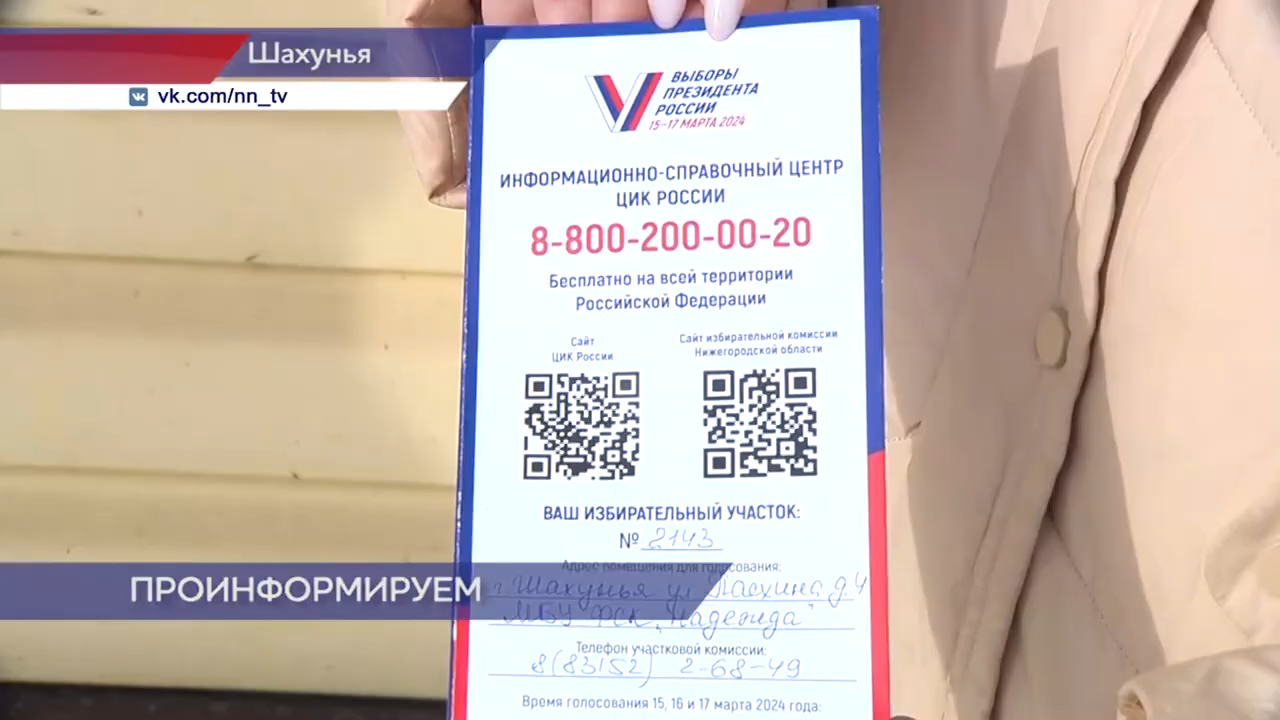 Шахунья
vk.com/nn_tv
ВЫБОРЫ
ПРЕЗИДЕНТА
РОССИИ
15–17 МАРТА 2024
ИНФОРМАЦИОННО-СПРАВОЧНЫЙ ЦЕНТР
ЦИК РОССИИ
8-800-200-00-20
Бесплатно на всей территории
Российской Федерации
Сайт
ЦИК России
Сайт избирательной комиссии
Нижегородской области
ВАШ ИЗБИРАТЕЛЬНЫЙ УЧАСТОК:
№ 2143
Адрес помещения для голосования:
ПРОИНФОРМИРУЕМ
г Шахунья ул Пасхина д.4
МБУ ФСК "Надежда"
Телефон участковой комиссии:
8(83152) 2-68-49
Время голосования 15, 16 и 17 марта 2024 года: